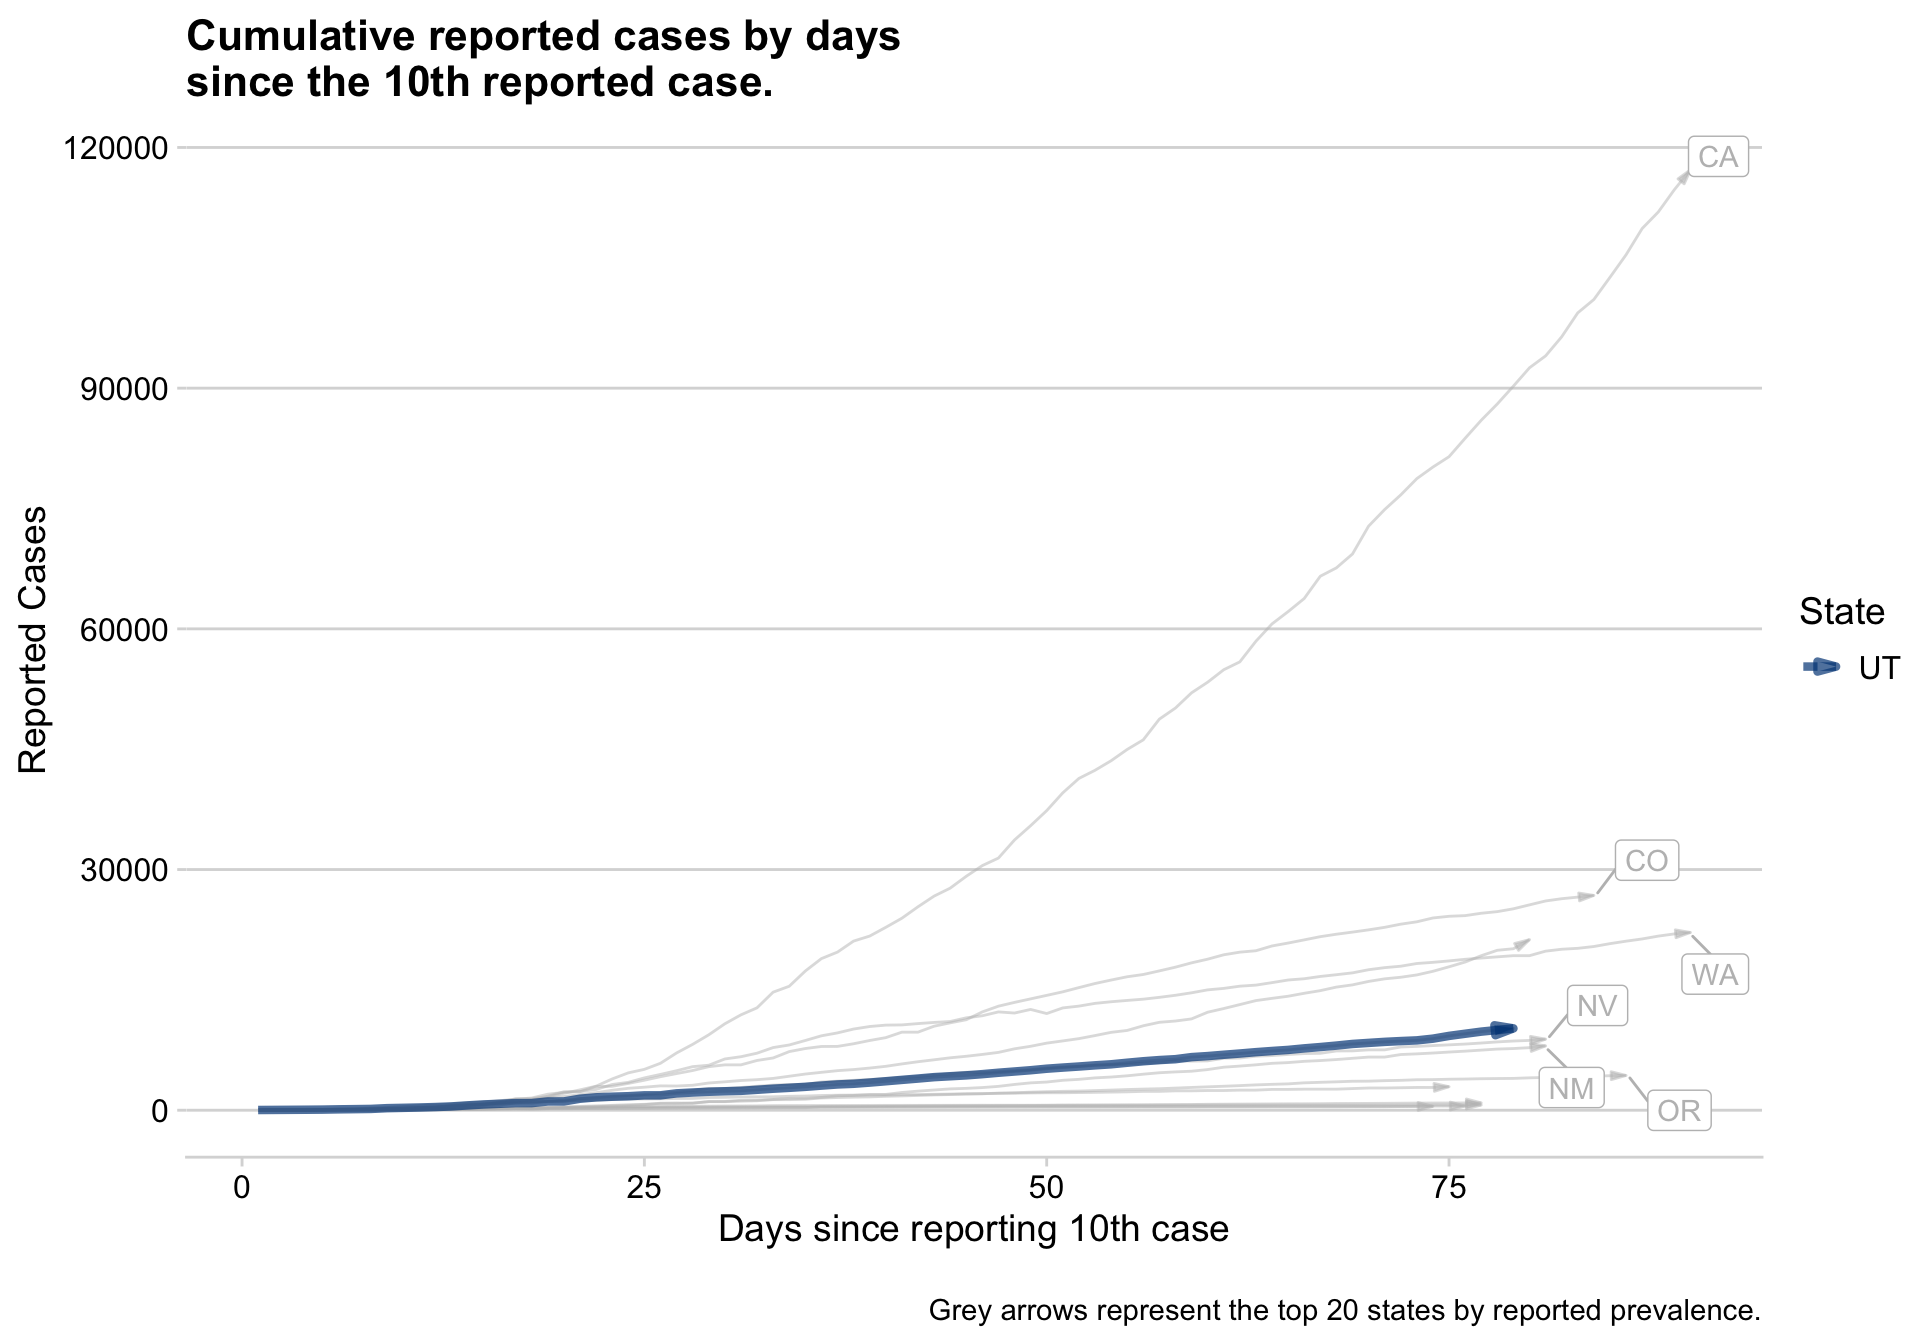 Cumulative reported cases by days
since the 10th reported case.
120000
90000
60000
30000
0
Reported Cases
CA
CO
WA
NV
NM
OR
State
UT
0
25
50
75
Days since reporting 10th case
Grey arrows represent the top 20 states by reported prevalence.